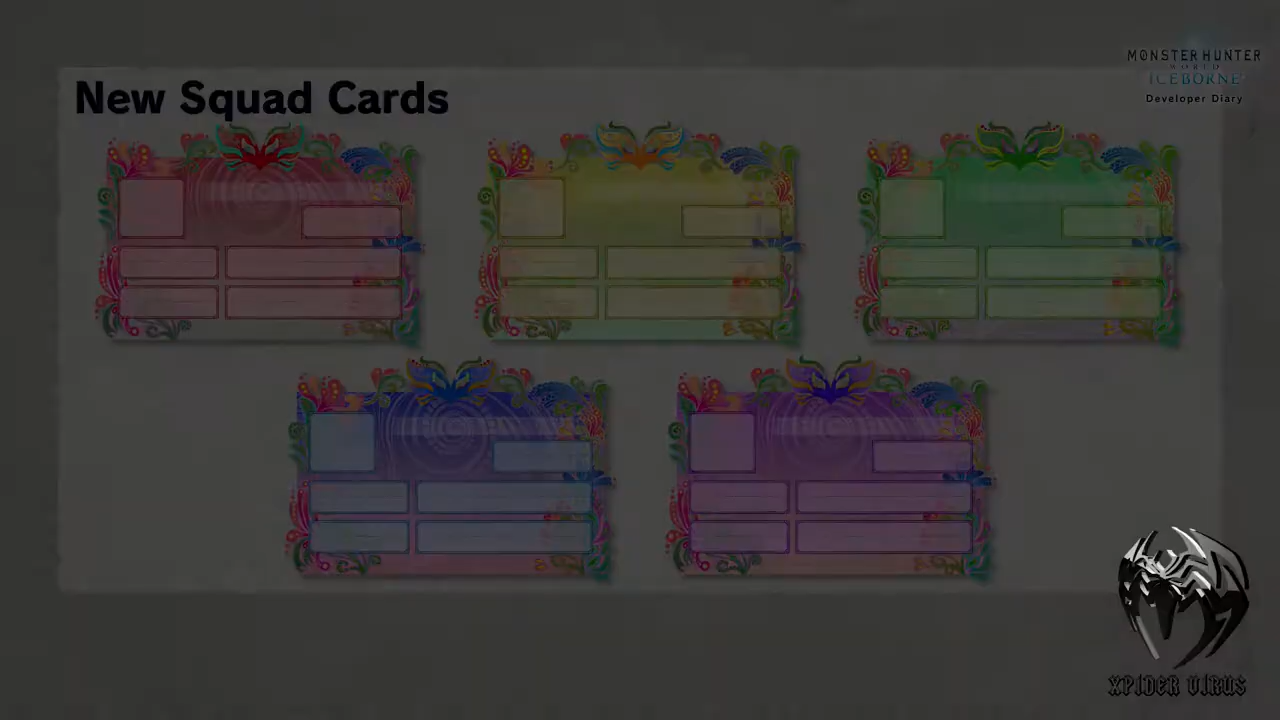 MONSTER HUNTER
WORLD
ICEBORNE
Developer Diary
New Squad Cards
XPIDER VIRUS